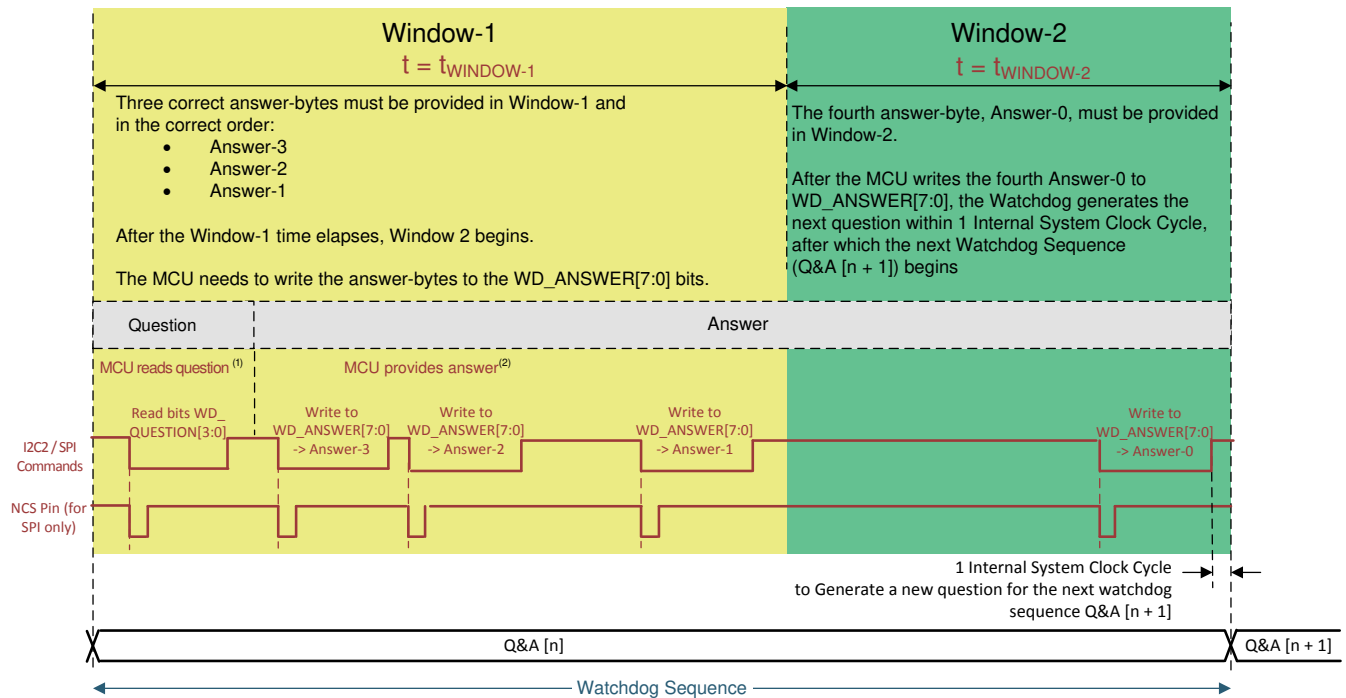 Window-1
t = tWINDOW-1
Window-2
t = tWINDOW-2
Three correct answer-bytes must be provided in Window-1 and
in the correct order:
• Answer-3
• Answer-2
• Answer-1
After the Window-1 time elapses, Window 2 begins.
The MCU needs to write the answer-bytes to the WD_ANSWER[7:0] bits.
The fourth answer-byte, Answer-0, must be provided
in Window-2.
After the MCU writes the fourth Answer-0 to
WD_ANSWER[7:0], the Watchdog generates the
next question within 1 Internal System Clock Cycle,
after which the next Watchdog Sequence
(Q&A [n + 1]) begins
Question
Answer
MCU reads question (1)
MCU provides answer(2)
I2C2 / SPI
Commands
Read bits WD_
QUESTION[3:0]
Write to
WD_ANSWER[7:0]
-> Answer-3
Write to
WD_ANSWER[7:0]
-> Answer-2
Write to
WD_ANSWER[7:0]
-> Answer-1
Write to
WD_ANSWER[7:0]
-> Answer-0
NCS Pin (for
SPI only)
1 Internal System Clock Cycle
to Generate a new question for the next watchdog
sequence Q&A [n + 1]
Q&A [n]
Q&A [n + 1]
Watchdog Sequence